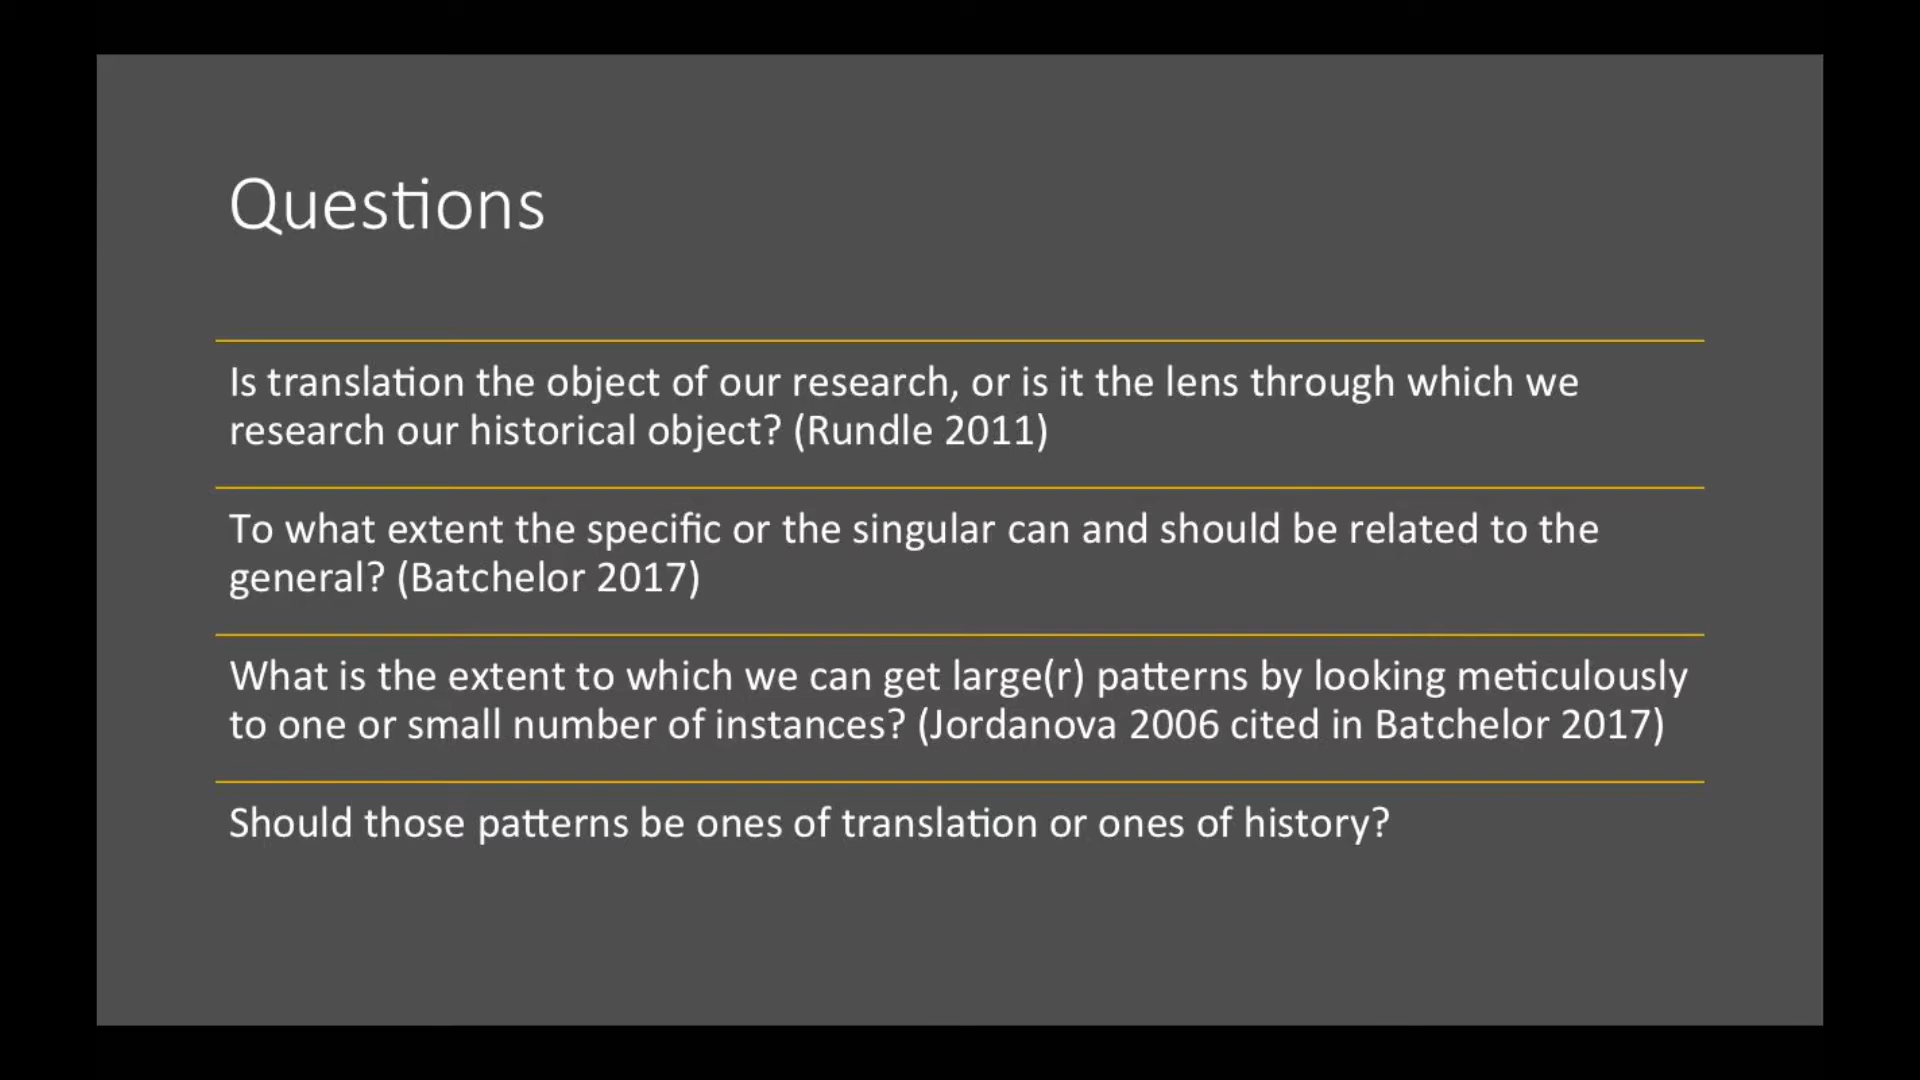 Questions
Is translation the object of our research, or is it the lens through which we
research our historical object? (Rundle 2011)
To what extent the specific or the singular can and should be related to the
general? (Batchelor 2017)
What is the extent to which we can get large(r) patterns by looking meticulously
to one or small number of instances? (Jordanova 2006 cited in Batchelor 2017)
Should those patterns be ones of translation or ones of history?